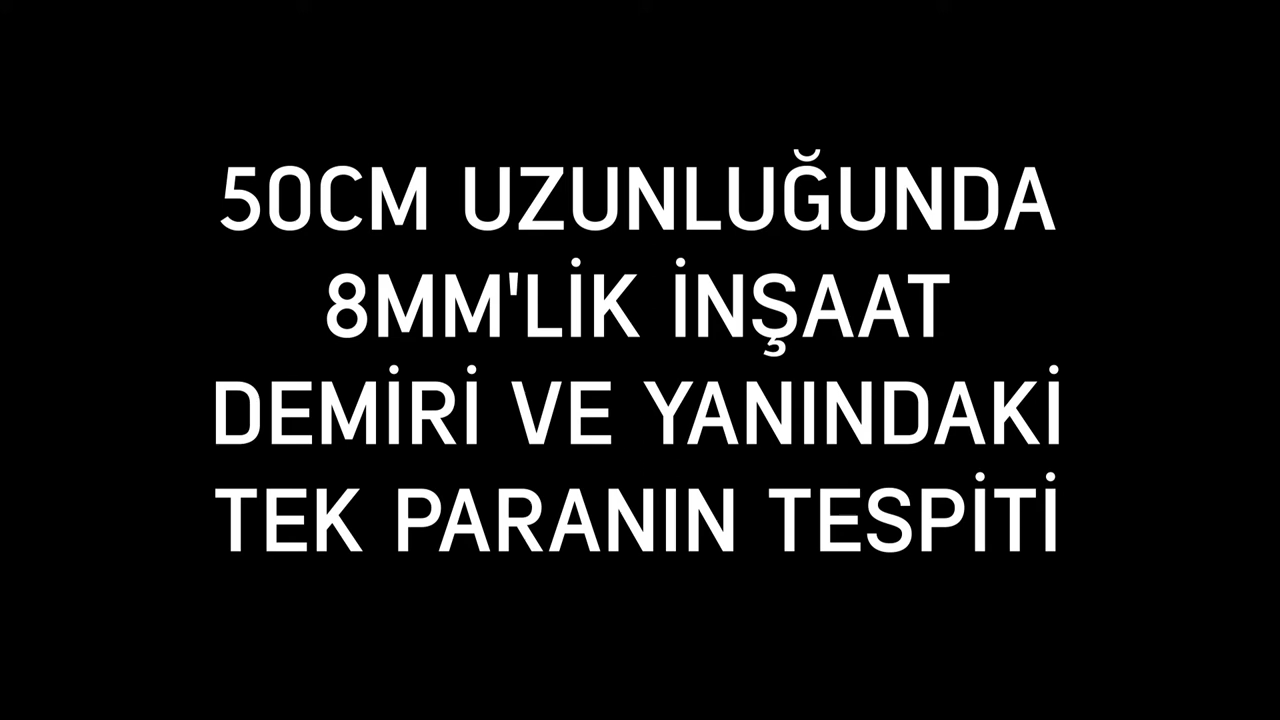 50CM UZUNLUĞUNDA
8MM'LİK İNŞAAT
DEMİRİ VE YANINDAKİ
TEK PARANIN TESPİTİ